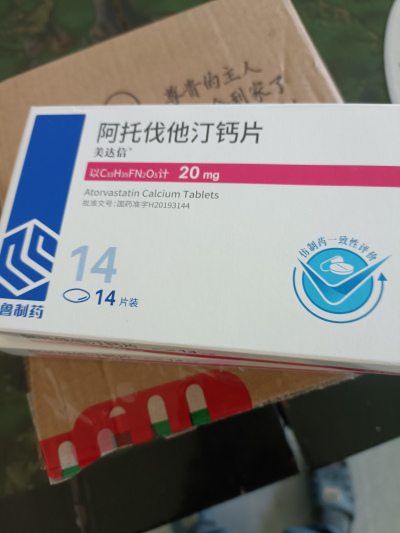 尊贵的主人
到家了
阿托伐他汀钙片
美达信®
以C₃₃H₃₅FN₂O₅计 20 mg
Atorvastatin Calcium Tablets
批准文号：国药准字H20193144
仿制药一致性评价
14
14 片装
鲁制药
14